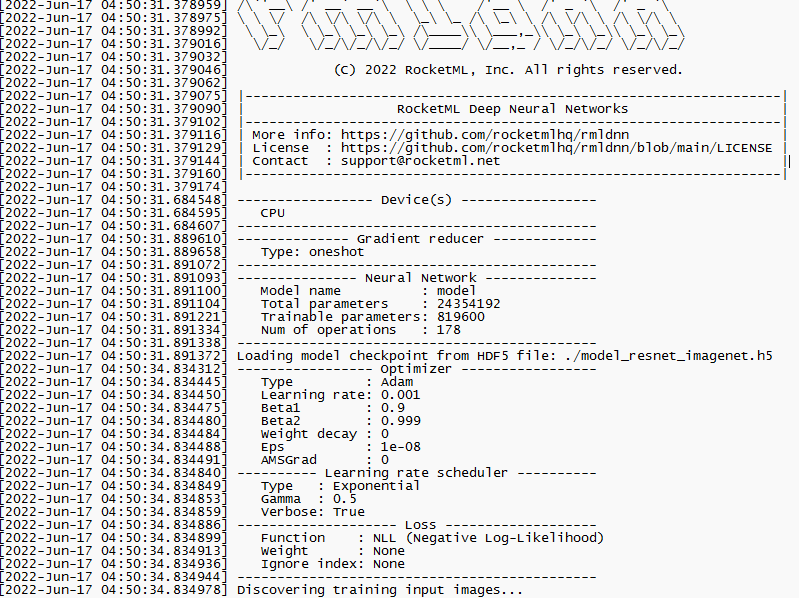 [2022-Jun-17 04:50:31.378959] /\ \__\ /\ __` __`\ \ \ \ /'__`\ /' _ `\ /' _ `\
[2022-Jun-17 04:50:31.378975] \ \ \/ /\ \/\ \/\ \ \_\ \_ /\ \_\ \ /\ \/\ \/\ \/\ \
[2022-Jun-17 04:50:31.378992] \ \_\ \ \_\ \_\ \_\ /\____\\ \___,_\\ \_\ \_\ \_\ \_\
[2022-Jun-17 04:50:31.379016] \/_/ \/_/\/_/\/_/ \/____/ \/__,_ / \/_/\/_/ \/_/\/_/
[2022-Jun-17 04:50:31.379032]
[2022-Jun-17 04:50:31.379046] (C) 2022 RocketML, Inc. All rights reserved.
[2022-Jun-17 04:50:31.379062]
[2022-Jun-17 04:50:31.379075] |-------------------------------------------------------------------|
[2022-Jun-17 04:50:31.379090] | RocketML Deep Neural Networks |
[2022-Jun-17 04:50:31.379102] |-------------------------------------------------------------------|
[2022-Jun-17 04:50:31.379116] | More info: https://github.com/rocketmlhq/rmldnn |
[2022-Jun-17 04:50:31.379129] | License : https://github.com/rocketmlhq/rmldnn/blob/main/LICENSE |
[2022-Jun-17 04:50:31.379144] | Contact : support@rocketml.net |
[2022-Jun-17 04:50:31.379160] |-------------------------------------------------------------------|
[2022-Jun-17 04:50:31.379174]
[2022-Jun-17 04:50:31.684548] ----------------- Device(s) -----------------
[2022-Jun-17 04:50:31.684595] CPU
[2022-Jun-17 04:50:31.684607] ---------------------------------------------
[2022-Jun-17 04:50:31.889610] -------------- Gradient reducer -------------
[2022-Jun-17 04:50:31.889658] Type: oneshot
[2022-Jun-17 04:50:31.891072] ---------------------------------------------
[2022-Jun-17 04:50:31.891093] --------------- Neural Network --------------
[2022-Jun-17 04:50:31.891100] Model name : model
[2022-Jun-17 04:50:31.891104] Total parameters : 24354192
[2022-Jun-17 04:50:31.891221] Trainable parameters: 819600
[2022-Jun-17 04:50:31.891334] Num of operations : 178
[2022-Jun-17 04:50:31.891338] ---------------------------------------------
[2022-Jun-17 04:50:31.891372] Loading model checkpoint from HDF5 file: ./model_resnet_imagenet.h5
[2022-Jun-17 04:50:34.834312] ----------------- Optimizer -----------------
[2022-Jun-17 04:50:34.834445] Type : Adam
[2022-Jun-17 04:50:34.834450] Learning rate: 0.001
[2022-Jun-17 04:50:34.834475] Beta1 : 0.9
[2022-Jun-17 04:50:34.834480] Beta2 : 0.999
[2022-Jun-17 04:50:34.834484] Weight decay : 0
[2022-Jun-17 04:50:34.834488] Eps : 1e-08
[2022-Jun-17 04:50:34.834491] AMSGrad : 0
[2022-Jun-17 04:50:34.834840] ---------- Learning rate scheduler ----------
[2022-Jun-17 04:50:34.834849] Type : Exponential
[2022-Jun-17 04:50:34.834853] Gamma : 0.5
[2022-Jun-17 04:50:34.834859] Verbose: True
[2022-Jun-17 04:50:34.834886] -------------------- Loss -------------------
[2022-Jun-17 04:50:34.834899] Function : NLL (Negative Log-Likelihood)
[2022-Jun-17 04:50:34.834913] Weight : None
[2022-Jun-17 04:50:34.834936] Ignore index: None
[2022-Jun-17 04:50:34.834944] ---------------------------------------------
[2022-Jun-17 04:50:34.834978] Discovering training input images...